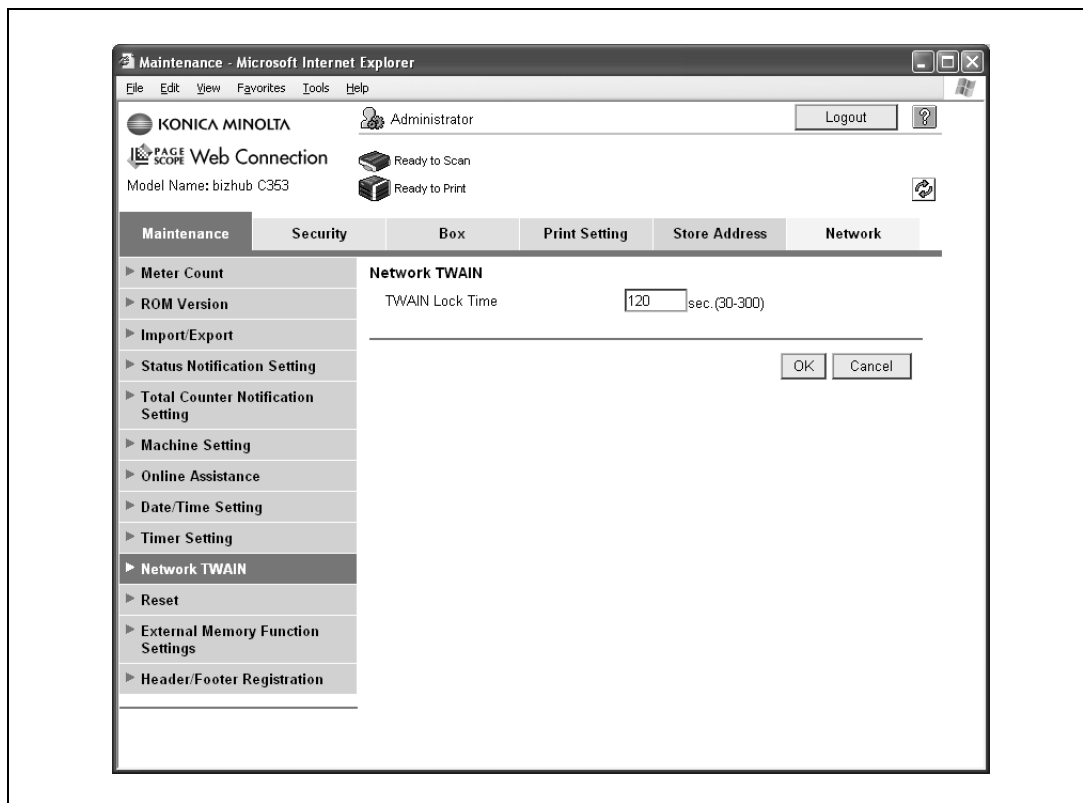 Maintenance - Microsoft Internet Explorer
File Edit View Favorites Tools Help
KONICA MINOLTA
Administrator
Logout
?
PAGE SCOPE Web Connection
Ready to Scan
Model Name: bizhub C353
Ready to Print
Maintenance Security Box Print Setting Store Address Network
Meter Count
ROM Version
Import/Export
Status Notification Setting
Total Counter Notification
Setting
Machine Setting
Online Assistance
Date/Time Setting
Timer Setting
Network TWAIN
Reset
External Memory Function
Settings
Header/Footer Registration
Network TWAIN
TWAIN Lock Time 120 sec.(30-300)
OK Cancel